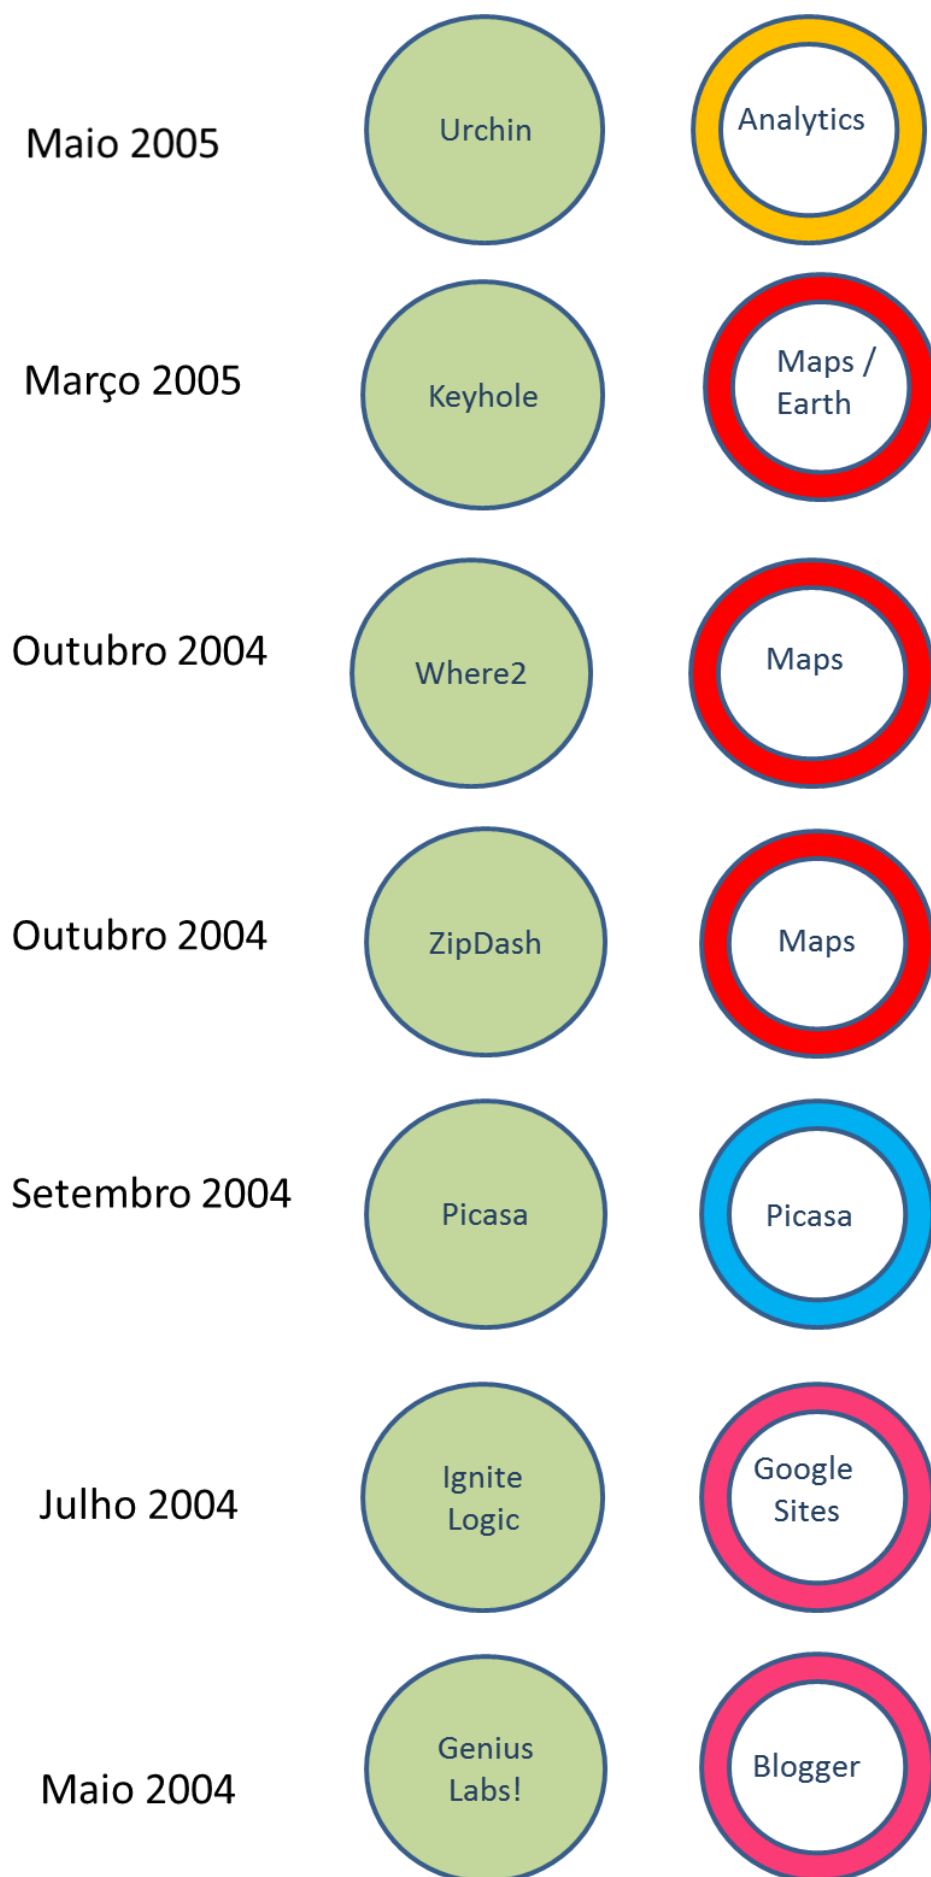 Maio 2005
Urchin
Analytics
Março 2005
Keyhole
Maps /
Earth
Outubro 2004
Where2
Maps
Outubro 2004
ZipDash
Maps
Setembro 2004
Picasa
Picasa
Julho 2004
Ignite
Logic
Google
Sites
Maio 2004
Genius
Labs!
Blogger